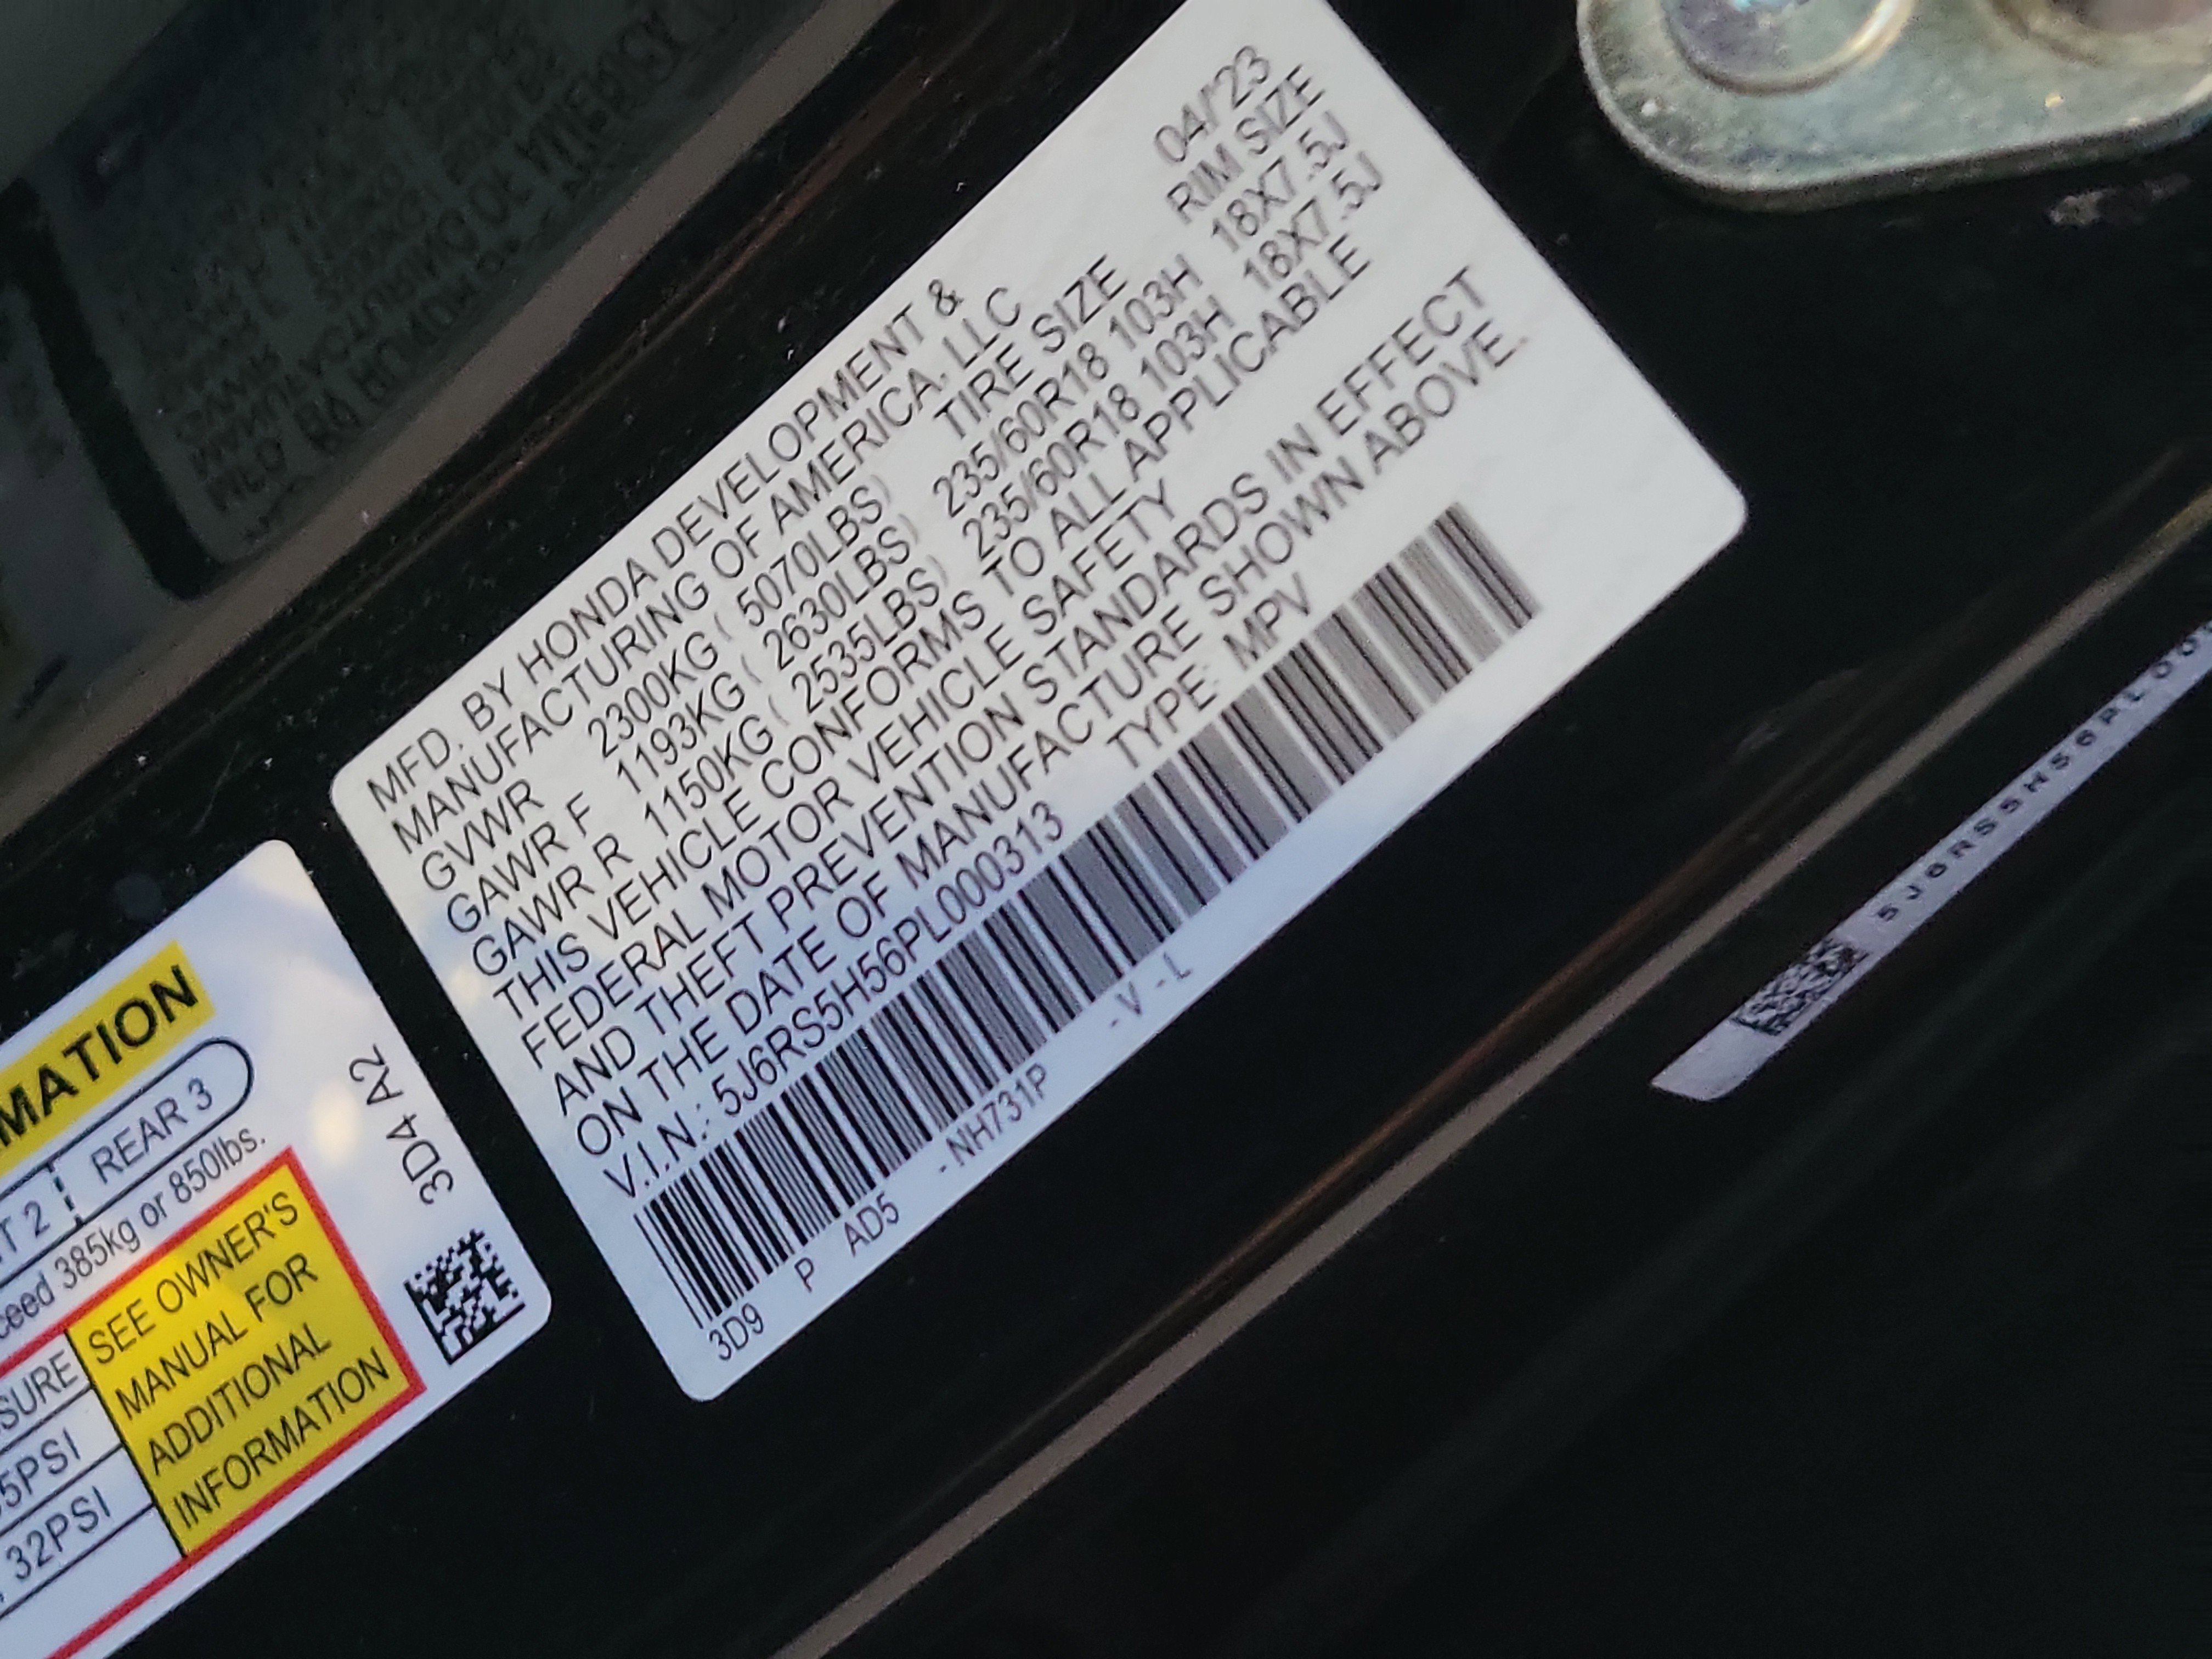 04/'23
MFD. BY HONDA DEVELOPMENT &
MANUFACTURING OF AMERICA, LLC
TIRE SIZE RIM SIZE
GVWR 2300KG ( 5070LBS)
GAWR F 1193KG ( 2630LBS) 235/60R18 103H 18X7.5J
GAWR R 1150KG ( 2535LBS) 235/60R18 103H 18X7.5J
THIS VEHICLE CONFORMS TO ALL APPLICABLE
FEDERAL MOTOR VEHICLE SAFETY
AND THEFT PREVENTION STANDARDS IN EFFECT
ON THE DATE OF MANUFACTURE SHOWN ABOVE.
V.I.N.: 5J6RS5H56PL000313 TYPE: MPV
3D9 P AD5 -NH731P -V -L
MATION
T 2 REAR 3
ceed 385kg or 850lbs.
SURE
5PSI
32PSI
SEE OWNER'S
MANUAL FOR
ADDITIONAL
INFORMATION
3D4 A2
5J6RS5H56PL00